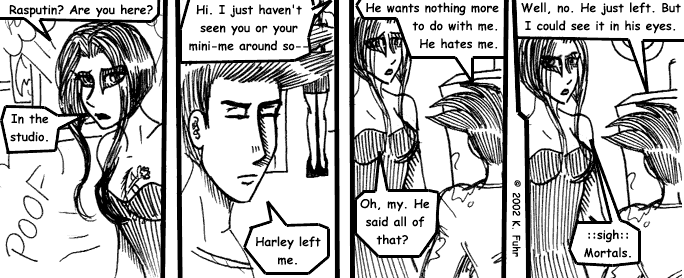 Rasputin? Are you here?
In the
studio.
POOF
Hi. I just haven't
seen you or your
mini-me around so--
Harley left
me.
He wants nothing more
to do with me.
He hates me.
Oh, my. He
said all of
that?
© 2002 K. Fuhr
Well, no. He just left. But
I could see it in his eyes.
::sigh::
Mortals.